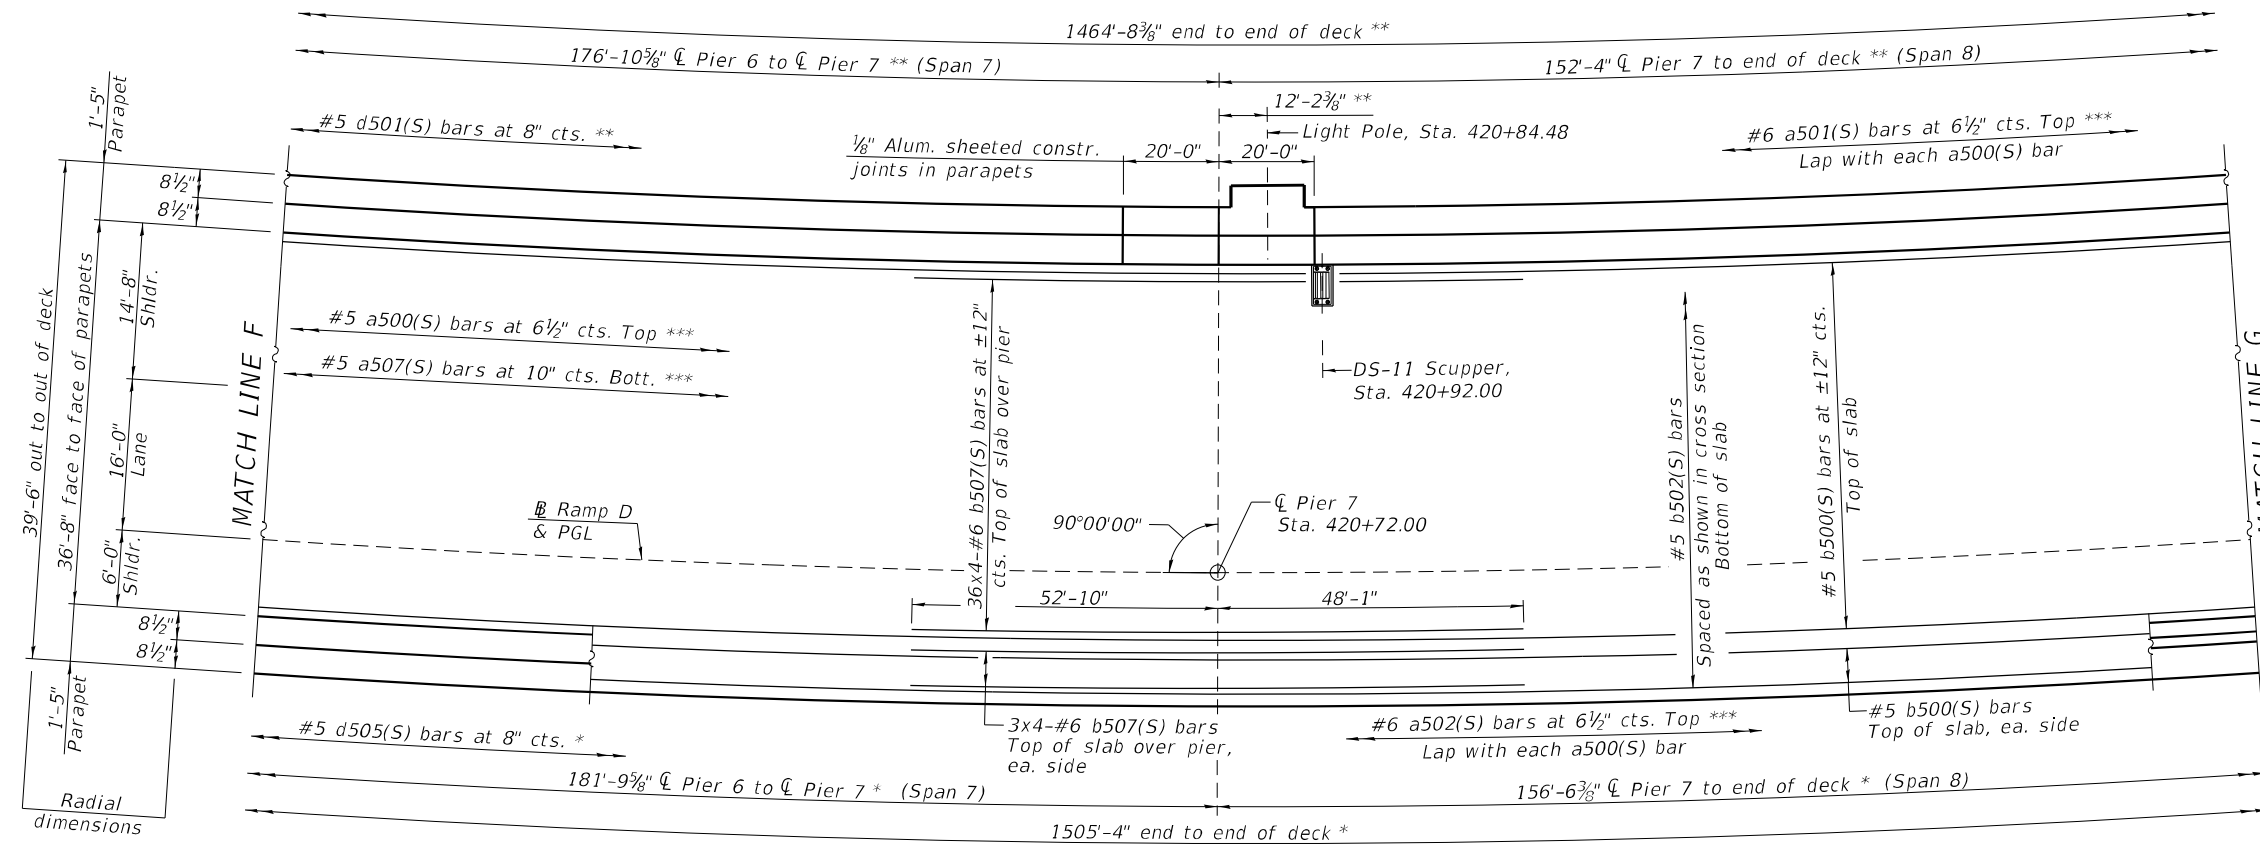 1464'-8⅜" end to end of deck **
176'-10⅝" ℄ Pier 6 to ℄ Pier 7 ** (Span 7)
152'-4" ℄ Pier 7 to end of deck ** (Span 8)
12'-2⅜" **
Light Pole, Sta. 420+84.48
1'-5"
Parapet
#5 d501(S) bars at 8" cts. **
⅛" Alum. sheeted constr.
joints in parapets
20'-0"
20'-0"
#6 a501(S) bars at 6½" cts. Top ***
Lap with each a500(S) bar
8½"
8½"
39'-6" out to out of deck
36'-8" face to face of parapets
14'-8"
Shldr.
16'-0"
Lane
6'-0"
Shldr.
MATCH LINE F
#5 a500(S) bars at 6½" cts. Top ***
#5 a507(S) bars at 10" cts. Bott. ***
36x4-#6 b507(S) bars at ±12"
cts. Top of slab over pier
DS-11 Scupper,
Sta. 420+92.00
#5 b502(S) bars
Spaced as shown in cross section
Bottom of slab
#5 b500(S) bars at ±12" cts.
Top of slab
MATCH LINE G
BL Ramp D
& PGL
90°00'00"
℄ Pier 7
Sta. 420+72.00
52'-10"
48'-1"
8½"
8½"
1'-5"
Parapet
#5 d505(S) bars at 8" cts. *
3x4-#6 b507(S) bars
Top of slab over pier,
ea. side
#6 a502(S) bars at 6½" cts. Top ***
Lap with each a500(S) bar
#5 b500(S) bars
Top of slab, ea. side
Radial
dimensions
181'-9⅝" ℄ Pier 6 to ℄ Pier 7 * (Span 7)
156'-6⅜" ℄ Pier 7 to end of deck * (Span 8)
1505'-4" end to end of deck *